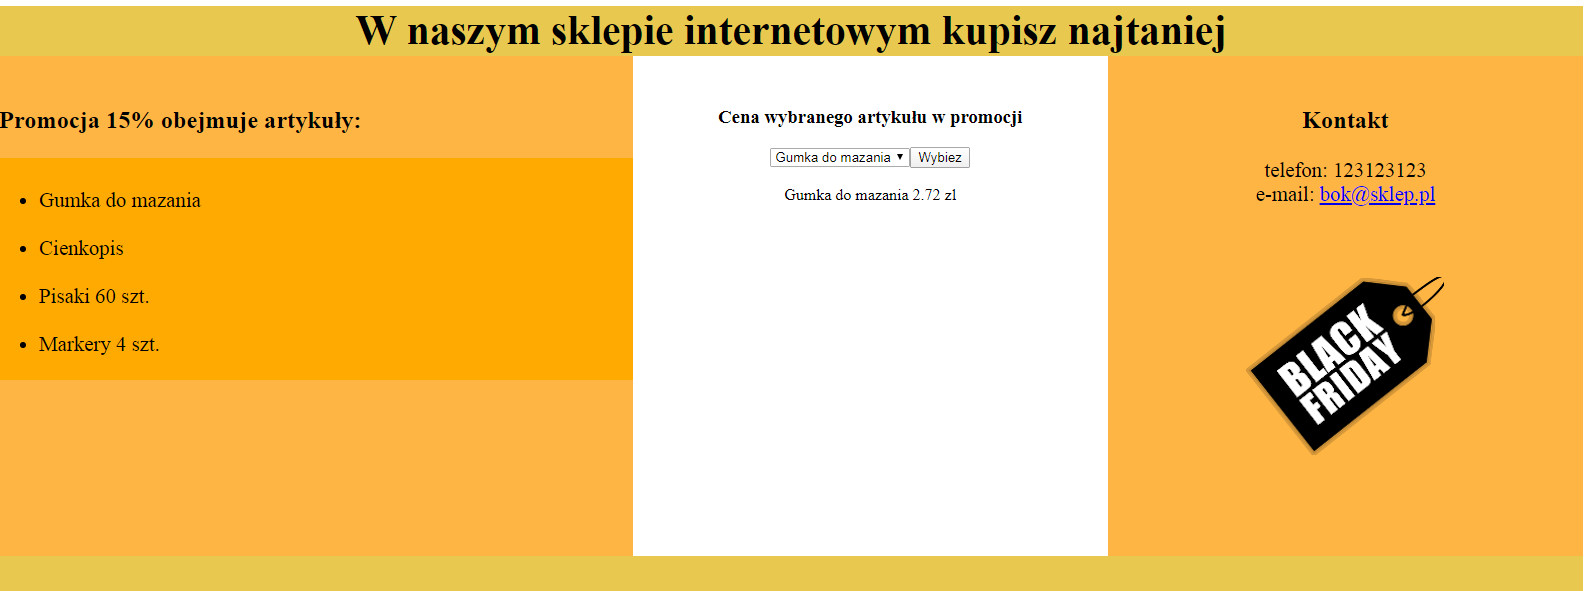 W naszym sklepie internetowym kupisz najtaniej
Promocja 15% obejmuje artykuły:
Gumka do mazania
Cienkopis
Pisaki 60 szt.
Markery 4 szt.
Cena wybranego artykułu w promocji
Gumka do mazania Wybiez
Gumka do mazania 2.72 zl
Kontakt
telefon: 123123123
e-mail: bok@sklep.pl
BLACK
FRIDAY